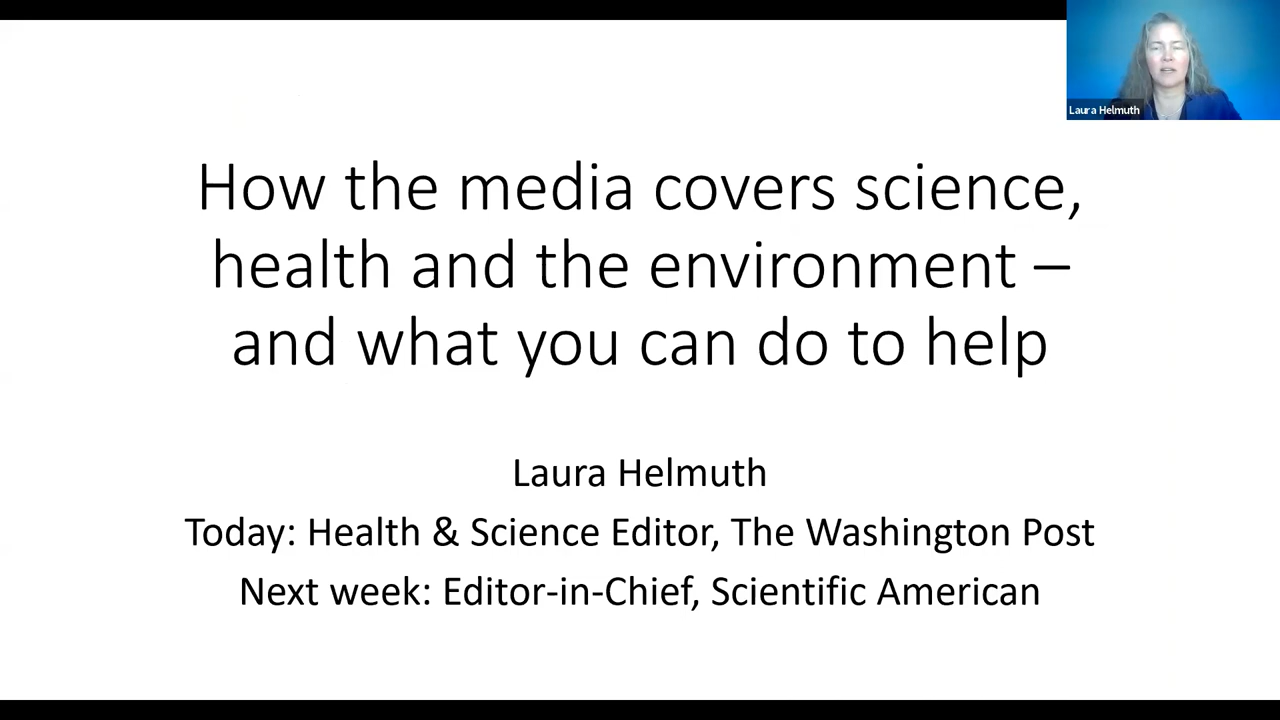 Laura Helmuth
How the media covers science,
health and the environment –
and what you can do to help
Laura Helmuth
Today: Health & Science Editor, The Washington Post
Next week: Editor-in-Chief, Scientific American